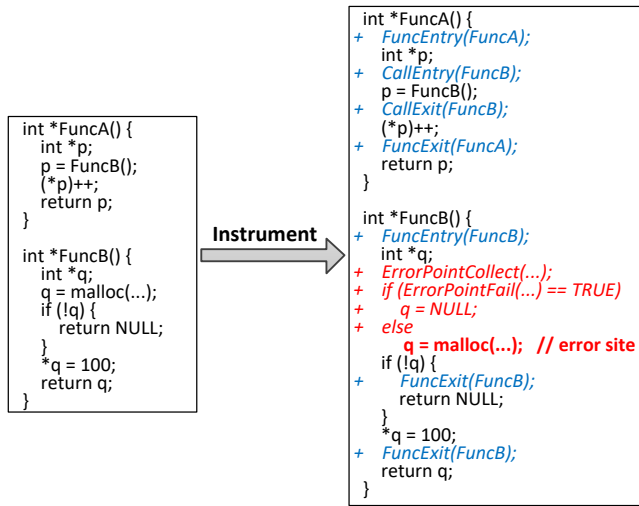 int *FuncA() {
int *p;
p = FuncB();
(*p)++;
return p;
}
int *FuncB() {
int *q;
q = malloc(...);
if (!q) {
return NULL;
}
*q = 100;
return q;
}
Instrument
int *FuncA() {
+ FuncEntry(FuncA);
int *p;
+ CallEntry(FuncB);
p = FuncB();
+ CallExit(FuncB);
(*p)++;
+ FuncExit(FuncA);
return p;
}
int *FuncB() {
+ FuncEntry(FuncB);
int *q;
+ ErrorPointCollect(...);
+ if (ErrorPointFail(...) == TRUE)
+ q = NULL;
+ else
q = malloc(...); // error site
if (!q) {
+ FuncExit(FuncB);
return NULL;
}
*q = 100;
+ FuncExit(FuncB);
return q;
}